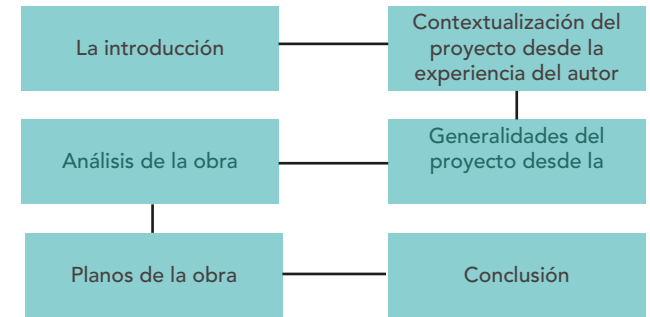 La introducción
Contextualización del
proyecto desde la
experiencia del autor
Análisis de la obra
Generalidades del
proyecto desde la
Planos de la obra
Conclusión